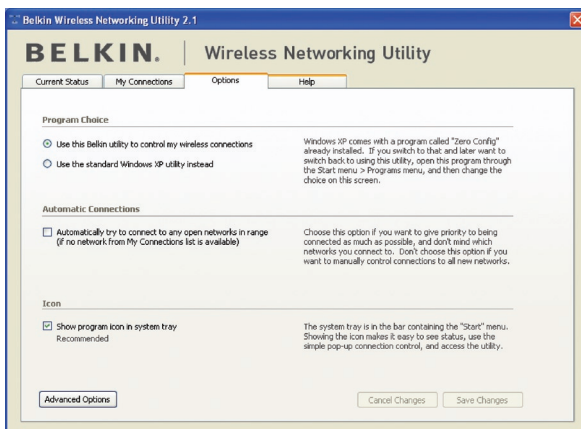 Belkin Wireless Networking Utility 2.1
BELKIN. Wireless Networking Utility
Current Status My Connections Options Help
Program Choice
Use this Belkin utility to control my wireless connections
Use the standard Windows XP utility instead
Windows XP comes with a program called "Zero Config"
already installed. If you switch to that and later want to
switch back to using this utility, open this program through
the Start menu > Programs menu, and then change the
choice on this screen.
Automatic Connections
Automatically try to connect to any open networks in range
(if no network from My Connections list is available)
Choose this option if you want to give priority to being
connected as much as possible, and don't mind which
networks you connect to. Don't choose this option if you
want to manually control connections to all new networks.
Icon
Show program icon in system tray
Recommended
The system tray is in the bar containing the "Start" menu.
Showing the icon makes it easy to see status, use the
simple pop-up connection control, and access the utility.
Advanced Options Cancel Changes Save Changes